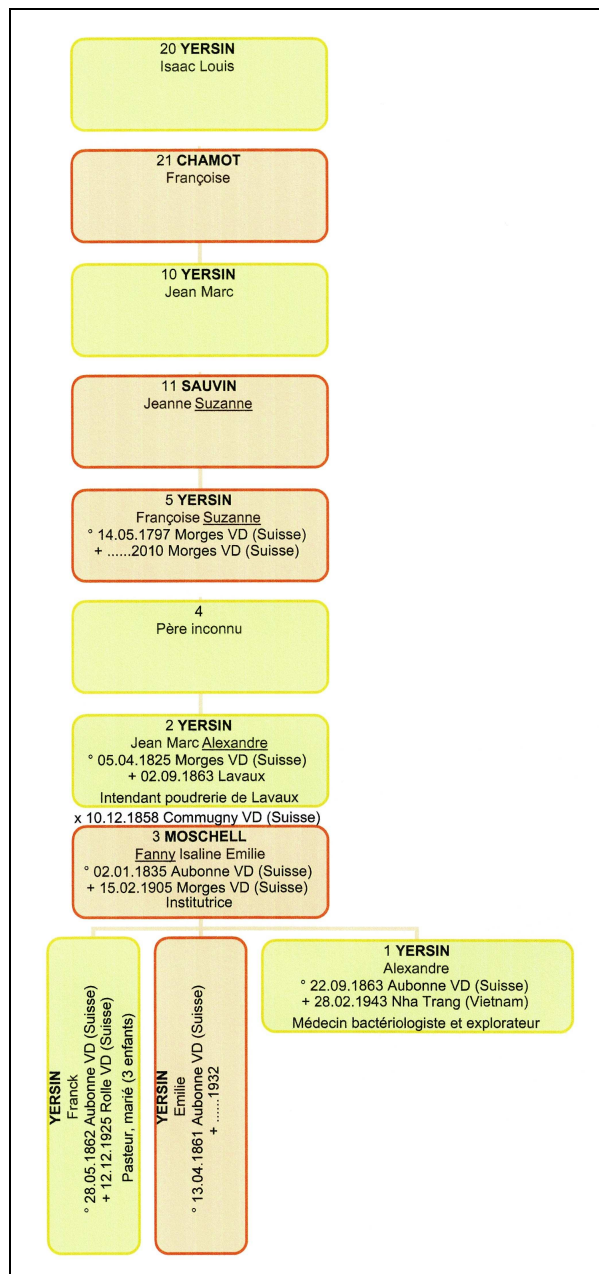 20 YERSIN
Isaac Louis
21 CHAMOT
Françoise
10 YERSIN
Jean Marc
11 SAUVIN
Jeanne Suzanne
5 YERSIN
Françoise Suzanne
° 14.05.1797 Morges VD (Suisse)
+ ......2010 Morges VD (Suisse)
4
Père inconnu
2 YERSIN
Jean Marc Alexandre
° 05.04.1825 Morges VD (Suisse)
+ 02.09.1863 Lavaux
Intendant poudrerie de Lavaux
x 10.12.1858 Commugny VD (Suisse)
3 MOSCHELL
Fanny Isaline Emilie
° 02.01.1835 Aubonne VD (Suisse)
+ 15.02.1905 Morges VD (Suisse)
Institutrice
YERSIN
Franck
° 28.05.1862 Aubonne VD (Suisse)
+ 12.12.1925 Rolle VD (Suisse)
Pasteur, marié (3 enfants)
YERSIN
Emilie
° 13.04.1861 Aubonne VD (Suisse)
+ ......1932
1 YERSIN
Alexandre
° 22.09.1863 Aubonne VD (Suisse)
+ 28.02.1943 Nha Trang (Vietnam)
Médecin bactériologiste et explorateur